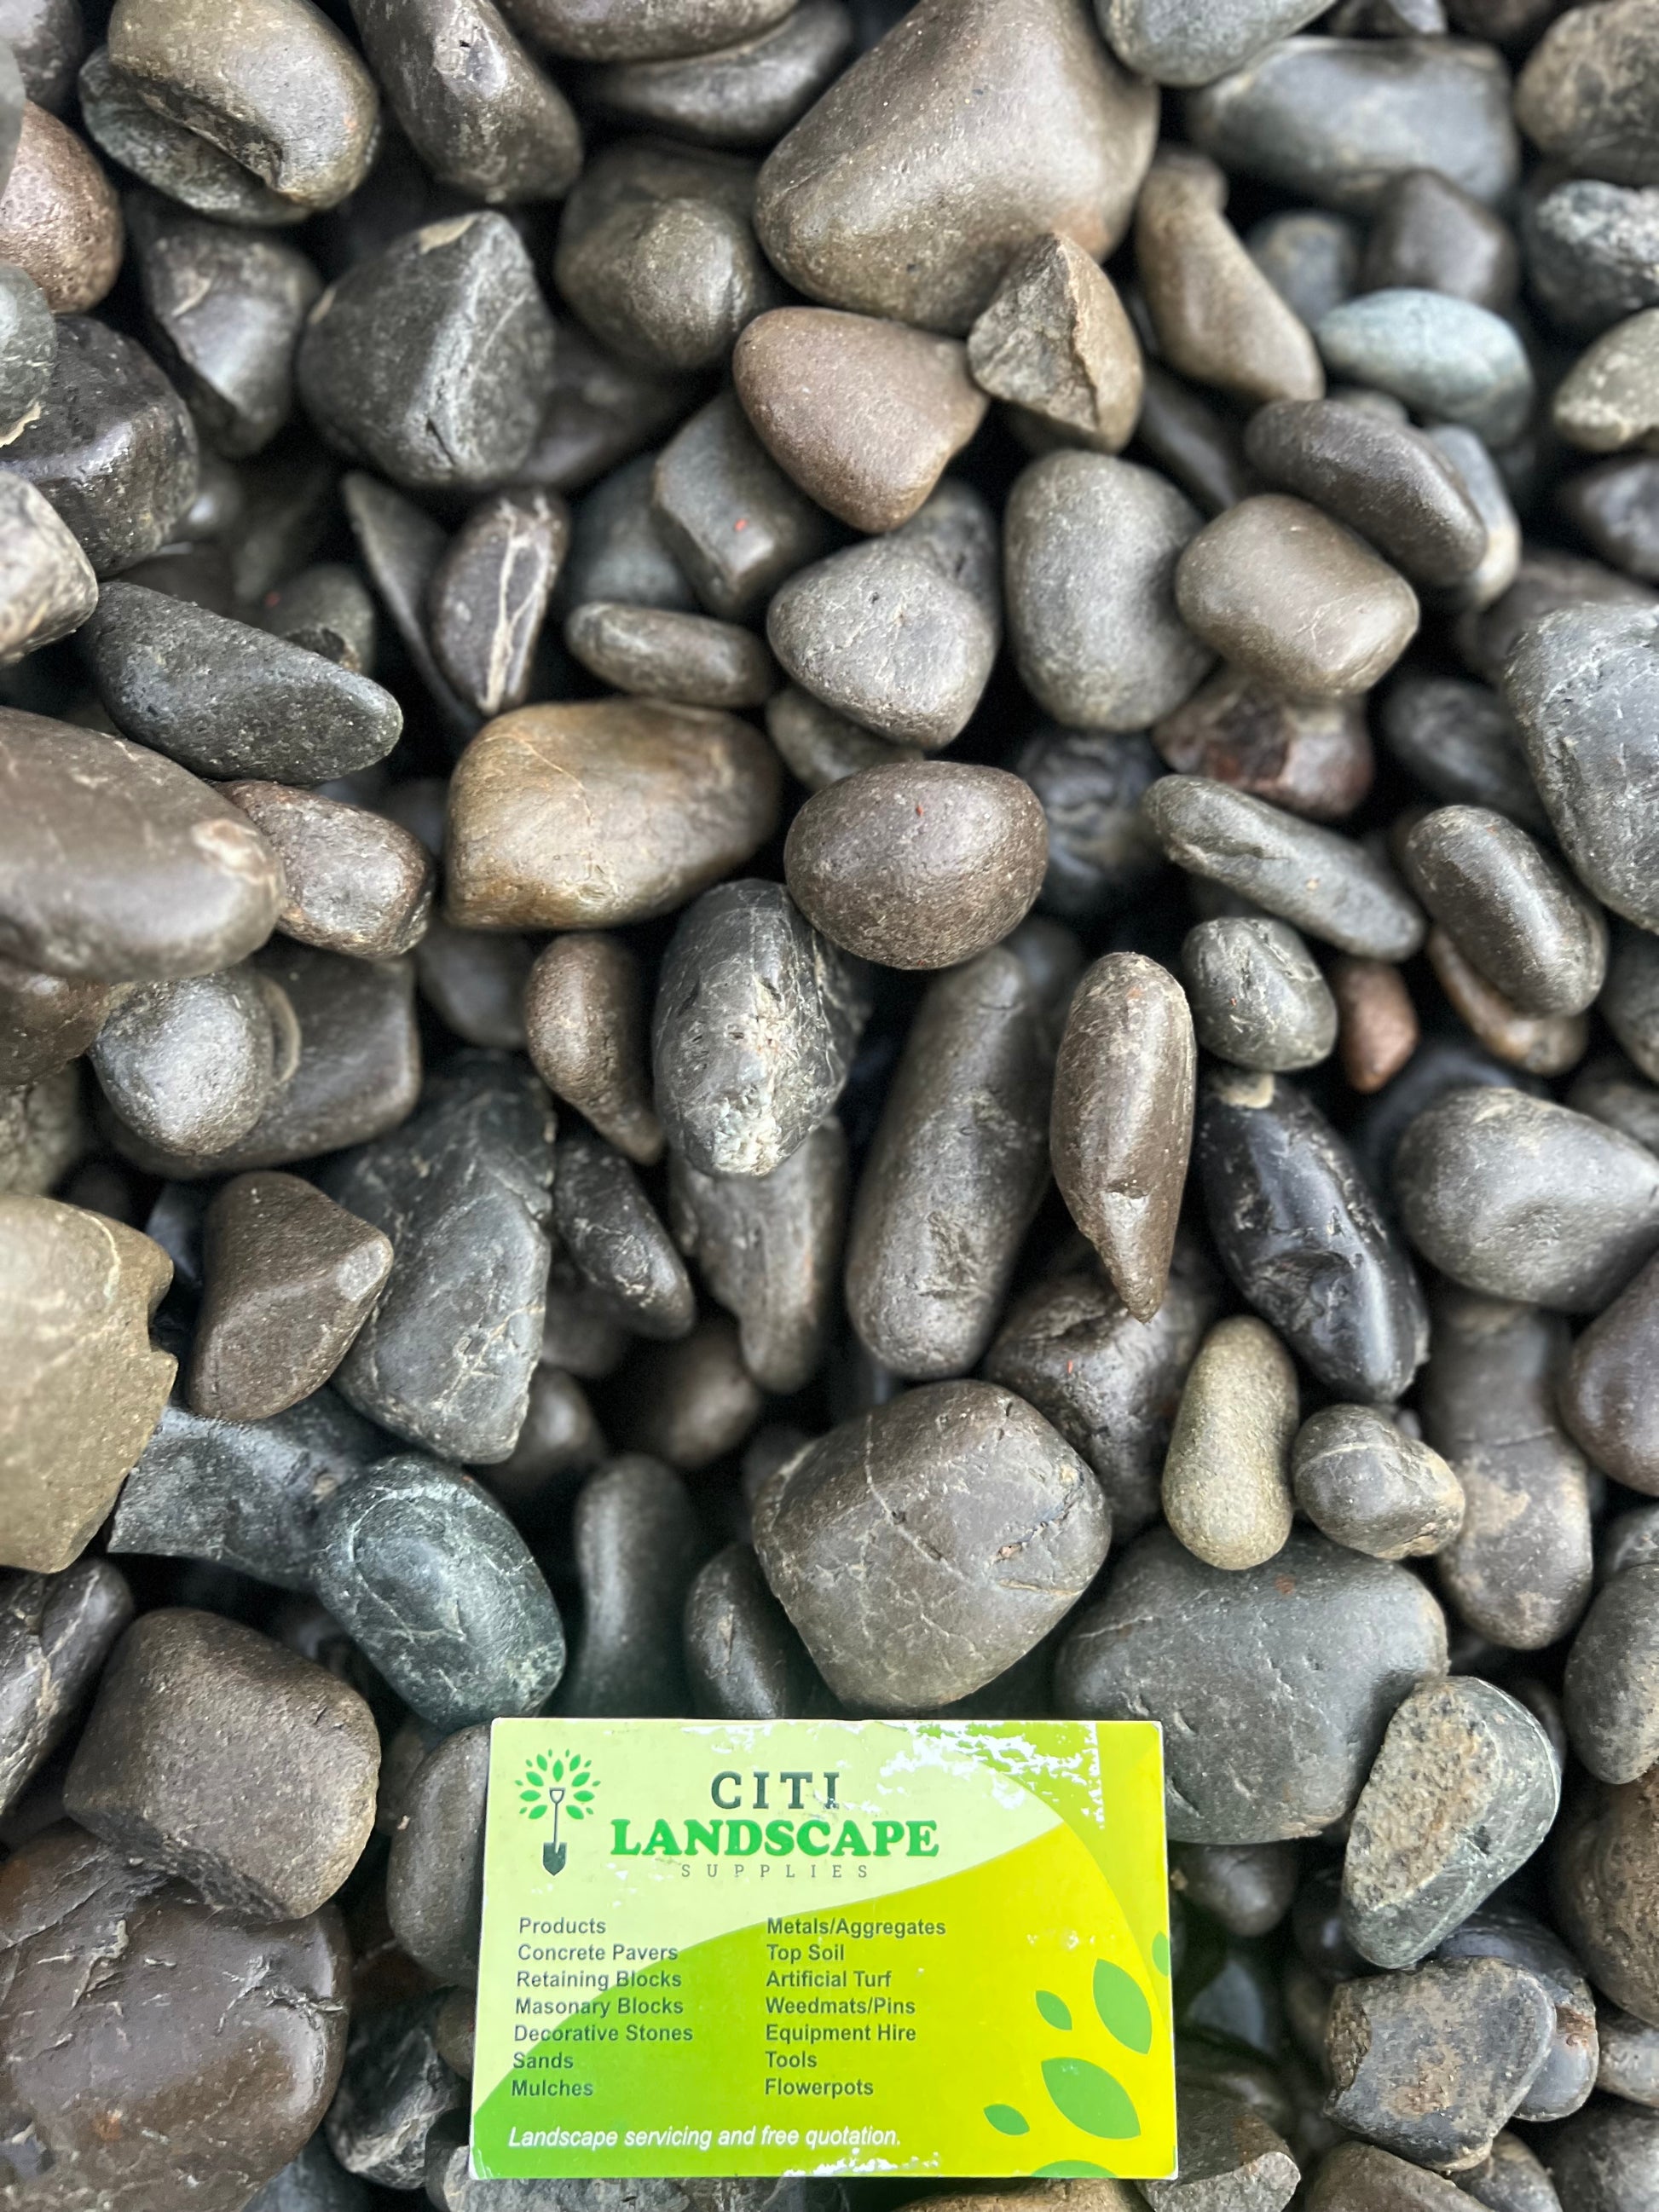 CITI
LANDSCAPE
SUPPLIES
Products
Concrete Pavers
Retaining Blocks
Masonary Blocks
Decorative Stones
Sands
Mulches
Metals/Aggregates
Top Soil
Artificial Turf
Weedmats/Pins
Equipment Hire
Tools
Flowerpots
Landscape servicing and free quotation.